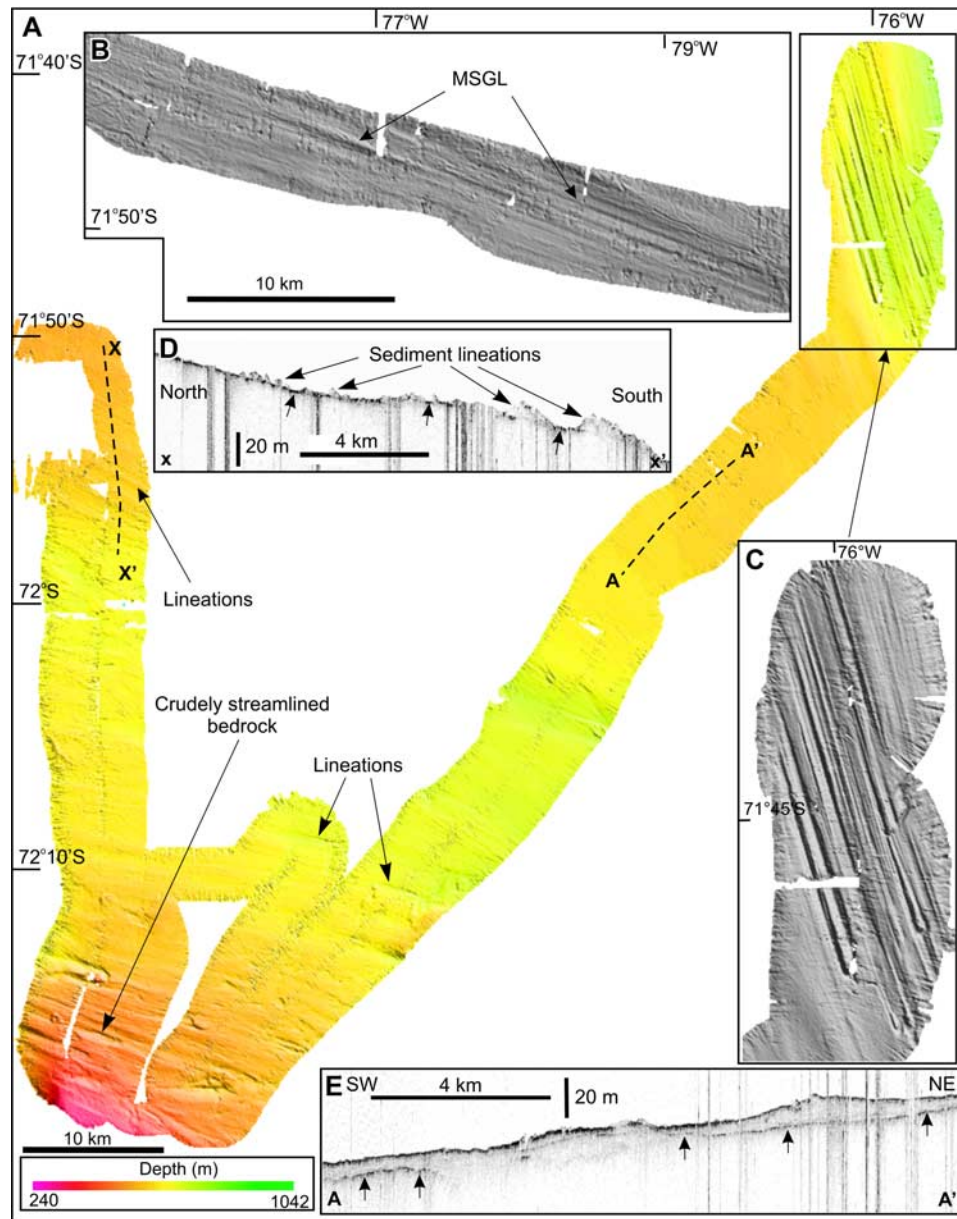 A
77°W
76°W
71°40'S
B
79°W
MSGL
71°50'S
10 km
71°50'S
X
D
Sediment lineations
North
South
20 m
4 km
x
x'
A'
A
X'
Lineations
72°S
C
76°W
Crudely streamlined
bedrock
Lineations
71°45'S
72°10'S
E
SW
4 km
20 m
NE
A
A'
10 km
Depth (m)
240
1042